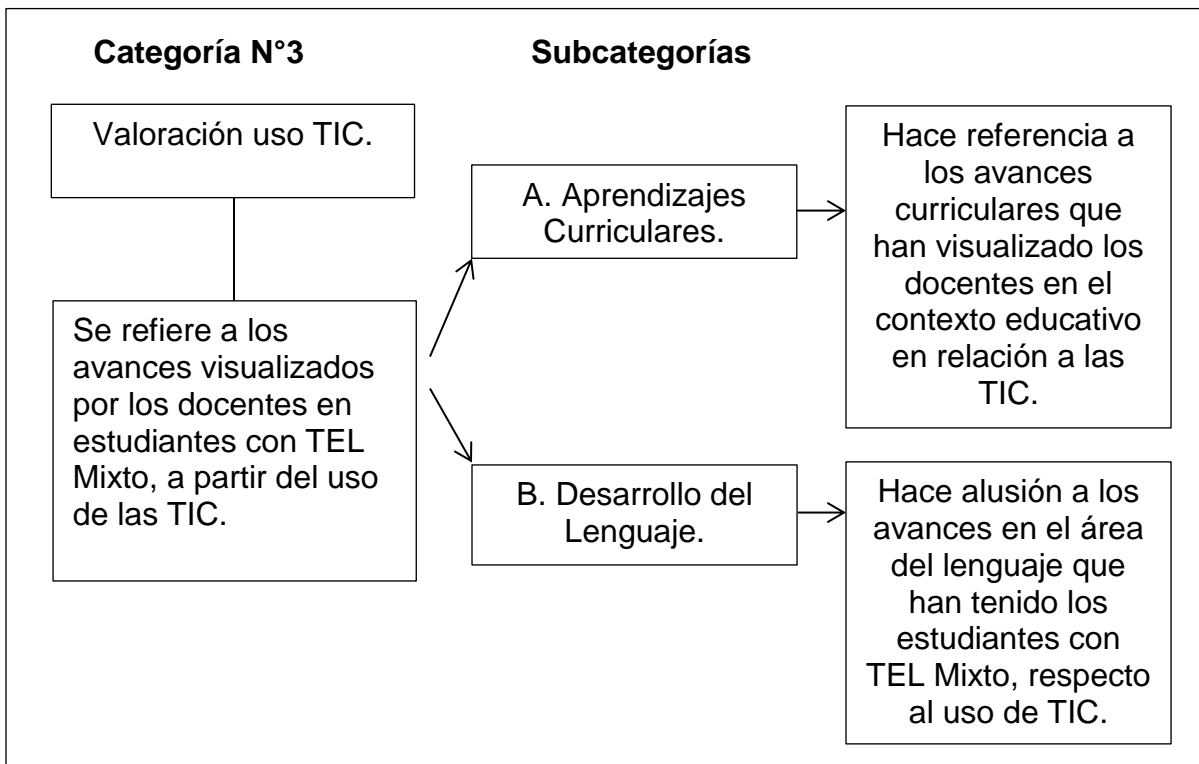 Categoría N°3
Subcategorías
Valoración uso TIC.
Se refiere a los
avances visualizados
por los docentes en
estudiantes con TEL
Mixto, a partir del uso
de las TIC.
A. Aprendizajes
Curriculares.
Hace referencia a
los avances
curriculares que
han visualizado los
docentes en el
contexto educativo
en relación a las
TIC.
B. Desarrollo del
Lenguaje.
Hace alusión a los
avances en el área
del lenguaje que
han tenido los
estudiantes con
TEL Mixto, respecto
al uso de TIC.